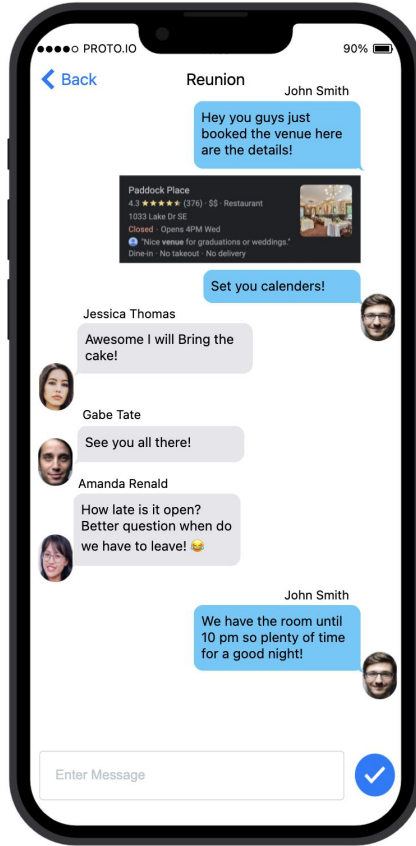 PROTO.IO
90%
Back
Reunion
John Smith
Hey you guys just
booked the venue here
are the details!
Paddock Place
4.3 ★★★★★ (376) · $$ · Restaurant
1033 Lake Dr SE
Closed · Opens 4PM Wed
"Nice venue for graduations or weddings."
Dine-in · No takeout · No delivery
Set you calenders!
Jessica Thomas
Awesome I will Bring the
cake!
Gabe Tate
See you all there!
Amanda Renald
How late is it open?
Better question when do
we have to leave! 😂
John Smith
We have the room until
10 pm so plenty of time
for a good night!
Enter Message